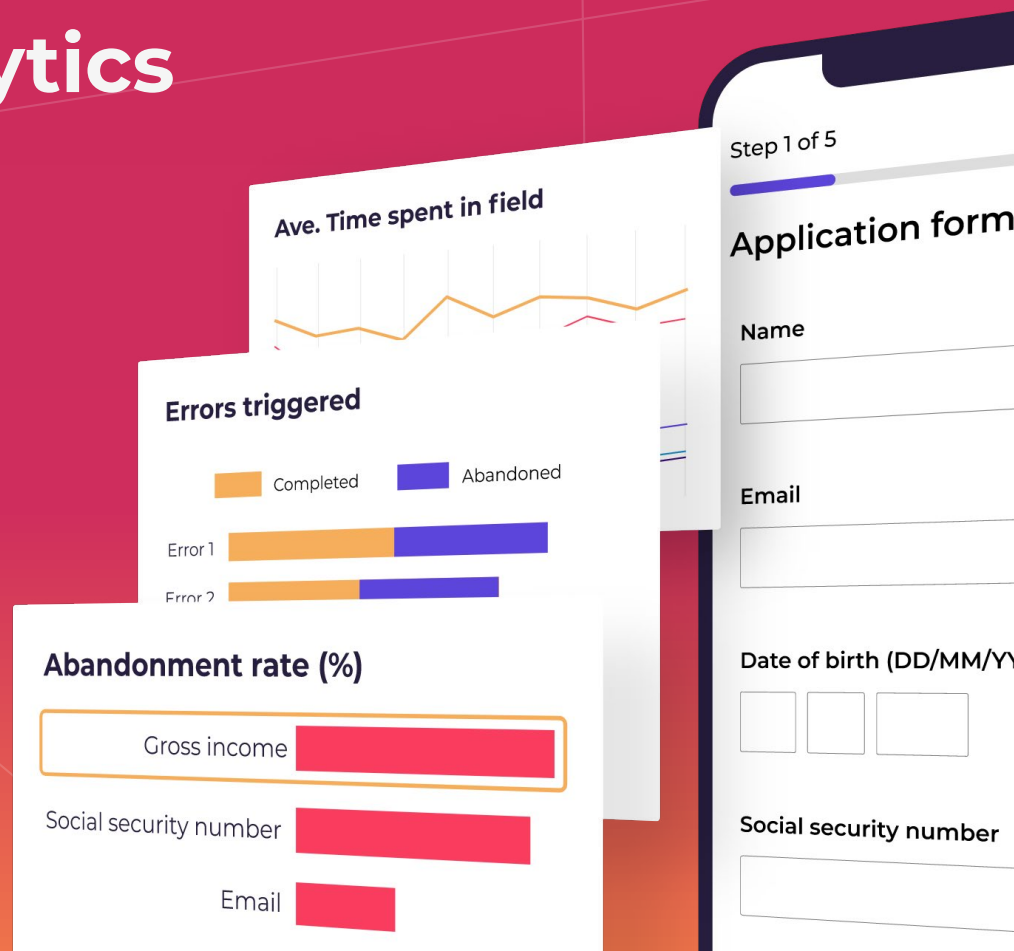 ytics
Ave. Time spent in field
Errors triggered
Completed
Abandoned
Error 1
Error 2
Abandonment rate (%)
Gross income
Social security number
Email
Step 1 of 5
Application form
Name
Email
Date of birth (DD/MM/YY
Social security number